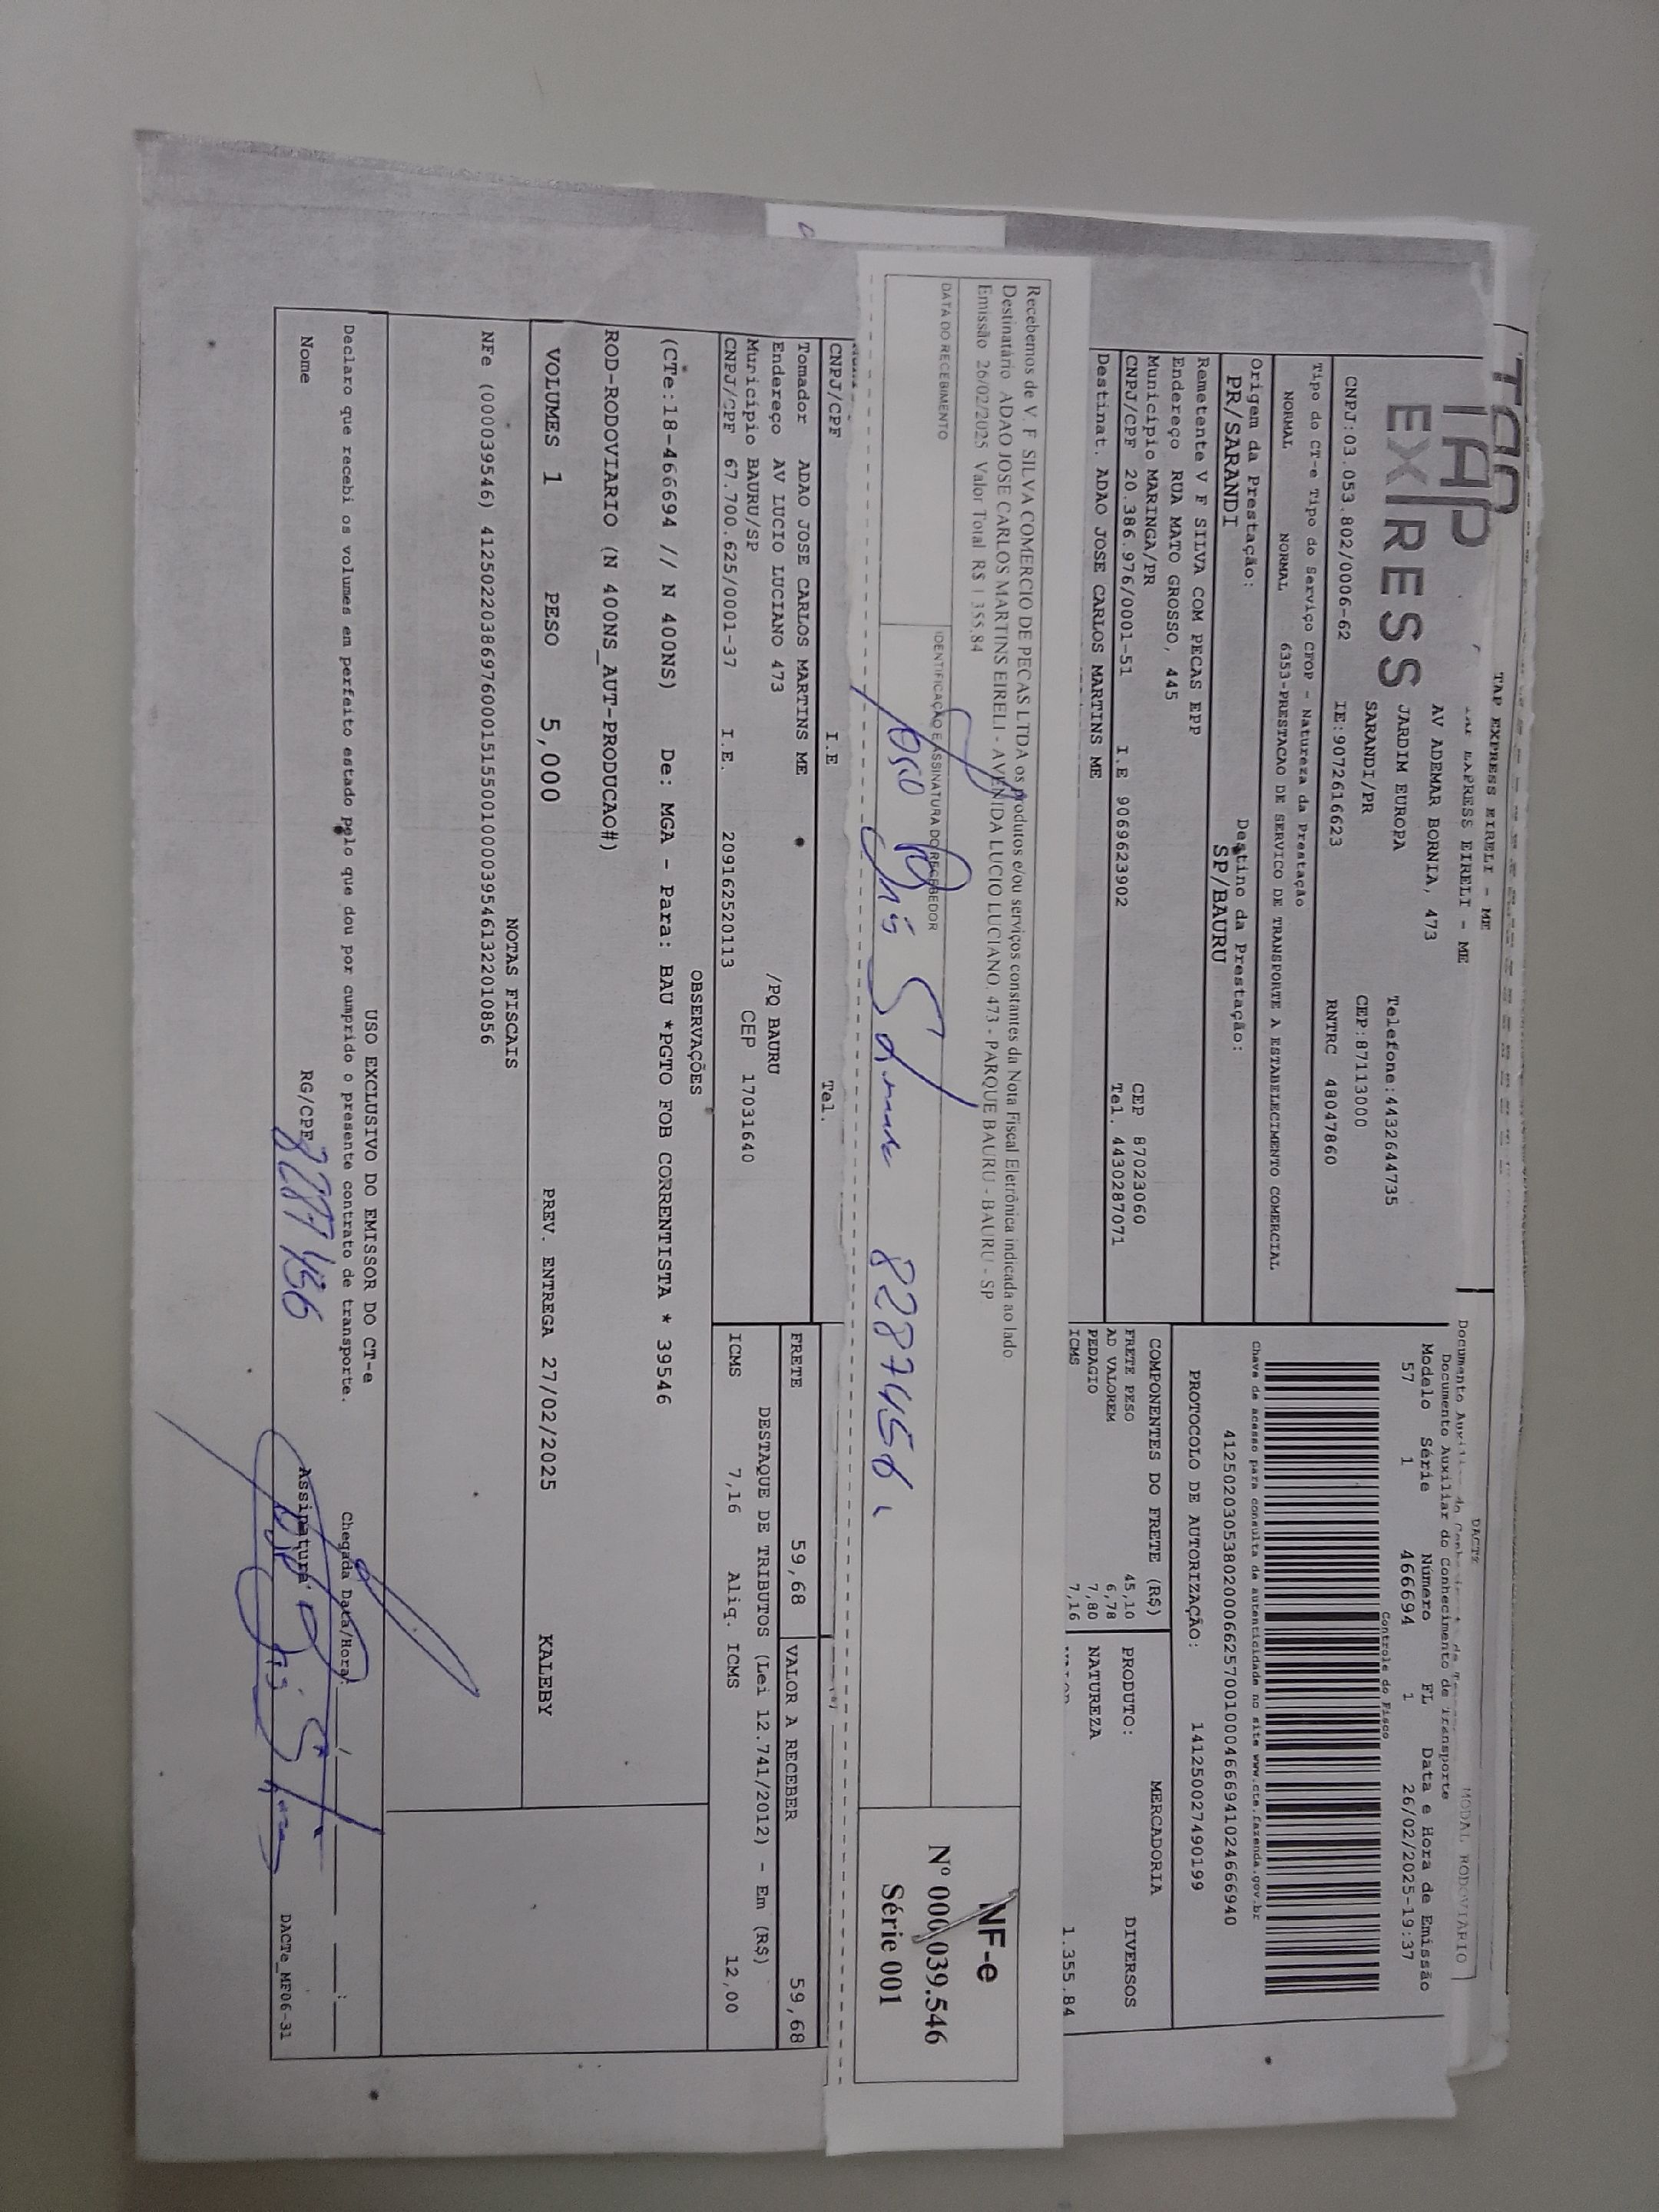 TAP EXPRESS EIRELI - ME
DACTE
TAP
EXPRESS
EXPRESS EIRELI - ME
AV ADEMAR BORNIA, 473
JARDIM EUROPA
SARANDI/PR
Telefone:4432644735
CEP:87113000
CNPJ:03.053.802/0006-62 IE:9072616623 RNTRC 48047860
MODAL RODOVIARIO
Documento Auxiliar do Conhecimento de Transporte
Modelo Série Número FL Data e Hora de Emissão
57 1 466694 1 26/02/2025-19:37
Controle do Fisco
Chave de acesso para consulta de autenticidade no site www.cte.fazenda.gov.br
41250203053802000662570010004666941024666940
PROTOCOLO DE AUTORIZAÇÃO: 141250027490199
Tipo do CT-e Tipo do Serviço CFOP - Natureza da Prestação
NORMAL NORMAL 6353-PRESTACAO DE SERVICO DE TRANSPORTE A ESTABELECIMENTO COMERCIAL
Origem da Prestação: Destino da Prestação:
PR/SARANDI SP/BAURU
Remetente V F SILVA COM PECAS EPP
Endereço RUA MATO GROSSO, 445
Município MARINGA/PR CEP 87023060
CNPJ/CPF 20.386.976/0001-51 I.E 9069623902 Tel. 4430287071
Destinat. ADAO JOSE CARLOS MARTINS ME
COMPONENTES DO FRETE (R$)
FRETE PESO 45,10
AD VALOREM 6,78
PEDAGIO 7,80
ICMS 7,16
MERCADORIA
PRODUTO: DIVERSOS
NATUREZA
1.355,84
Recebemos de V. F SILVA COMERCIO DE PECAS LTDA os produtos e/ou serviços constantes da Nota Fiscal Eletrônica indicada ao lado
Destinatário ADAO JOSE CARLOS MARTINS EIRELI - AVENIDA LUCIO LUCIANO, 473 - PARQUE BAURU - BAURU - SP
Emissão 26/02/2025 Valor Total R$ 1.355,84
DATA DO RECEBIMENTO IDENTIFICAÇÃO E ASSINATURA DO RECEBEDOR
8287456
NF-e
Nº 000.039.546
Série 001
CNPJ/CPF I.E Tel.
Tomador ADAO JOSE CARLOS MARTINS ME
Endereço AV LUCIO LUCIANO 473 /PQ BAURU
Município BAURU/SP CEP 17031640
CNPJ/CPF 67.700.625/0001-37 I.E. 209162520113
FRETE 59,68 VALOR A RECEBER 59,68
DESTAQUE DE TRIBUTOS (Lei 12.741/2012) - Em (R$)
ICMS 7,16 Aliq. ICMS 12,00
OBSERVAÇÕES
(CTe:18-466694 // N 400NS) De: MGA - Para: BAU *PGTO FOB CORRENTISTA * 39546
ROD-RODOVIARIO (N 400NS_AUT-PRODUCAO#)
VOLUMES 1 PESO 5,000 PREV. ENTREGA 27/02/2025 KALEBY
NOTAS FISCAIS
NFe (000039546) 41250220386976000151550010000395461322010856
USO EXCLUSIVO DO EMISSOR DO CT-e
Declaro que recebi os volumes em perfeito estado pelo que dou por cumprido o presente contrato de transporte. Chegada Data/Hora:
Nome RG/CPF Assinatura
DACTe_MF06-31